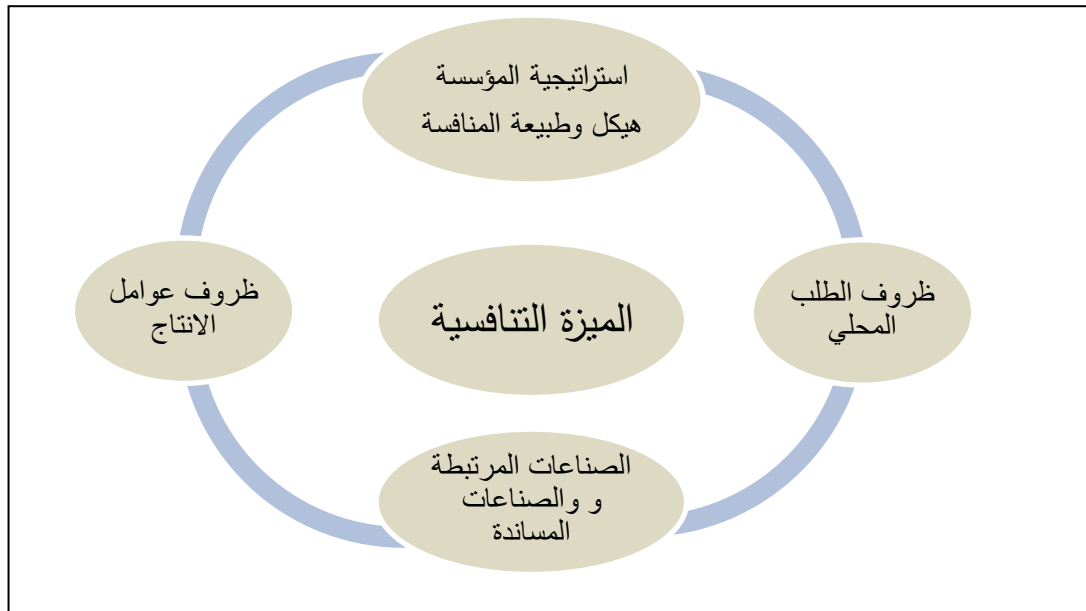 استراتيجية المؤسسة
هيكل وطبيعة المنافسة
ظروف الطلب
المحلي
الميزة التنافسية
ظروف عوامل
الانتاج
الصناعات المرتبطة
و والصناعات
المساندة